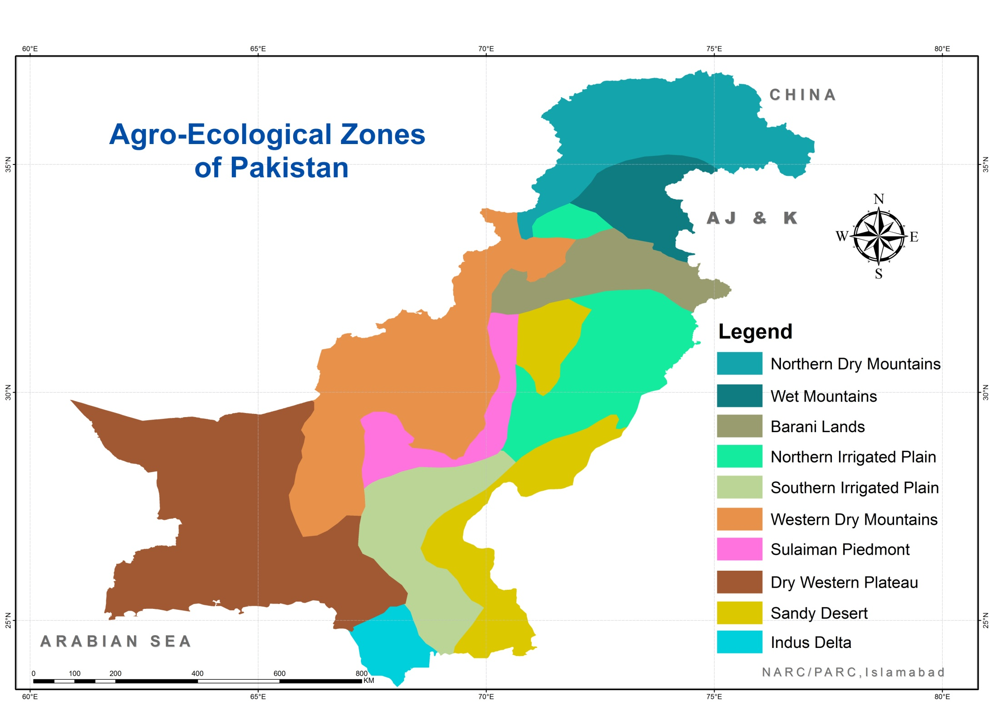 60°E 65°E 70°E 75°E 80°E
CHINA
Agro-Ecological Zones
of Pakistan
35°N 35°N
N
AJ & K
W E
S
Legend
Northern Dry Mountains
30°N 30°N
Wet Mountains
Barani Lands
Northern Irrigated Plain
Southern Irrigated Plain
Western Dry Mountains
Sulaiman Piedmont
Dry Western Plateau
Sandy Desert
25°N 25°N
Indus Delta
ARABIAN SEA
NARC/PARC, Islamabad
0 100 200 400 600 800
KM
60°E 65°E 70°E 75°E 80°E